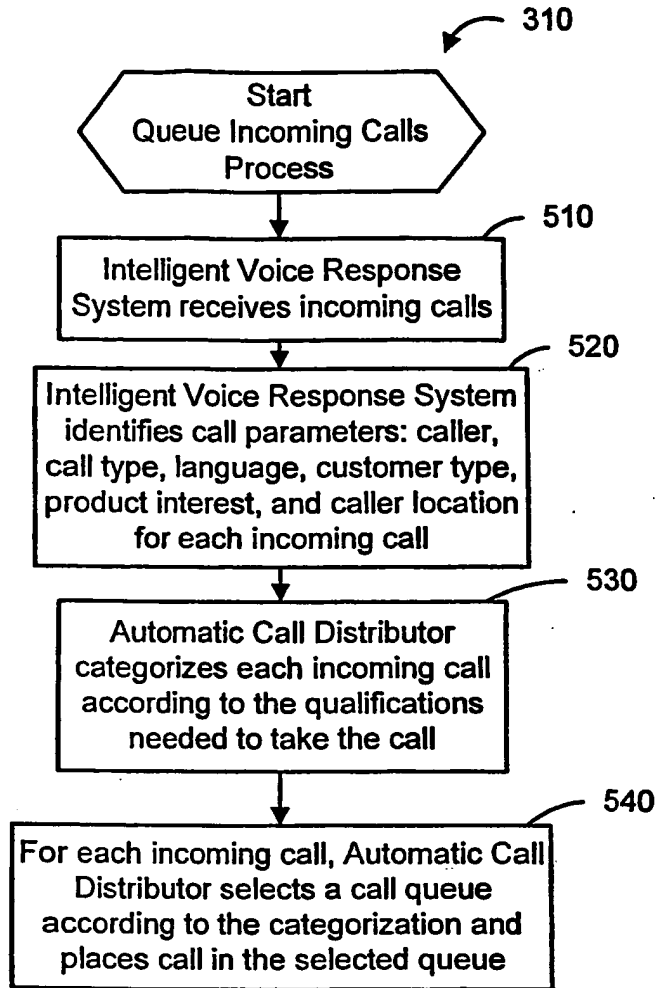 310
Start
Queue Incoming Calls
Process
510
Intelligent Voice Response
System receives incoming calls
520
Intelligent Voice Response System
identifies call parameters: caller,
call type, language, customer type,
product interest, and caller location
for each incoming call
530
Automatic Call Distributor
categorizes each incoming call
according to the qualifications
needed to take the call
540
For each incoming call, Automatic Call
Distributor selects a call queue
according to the categorization and
places call in the selected queue